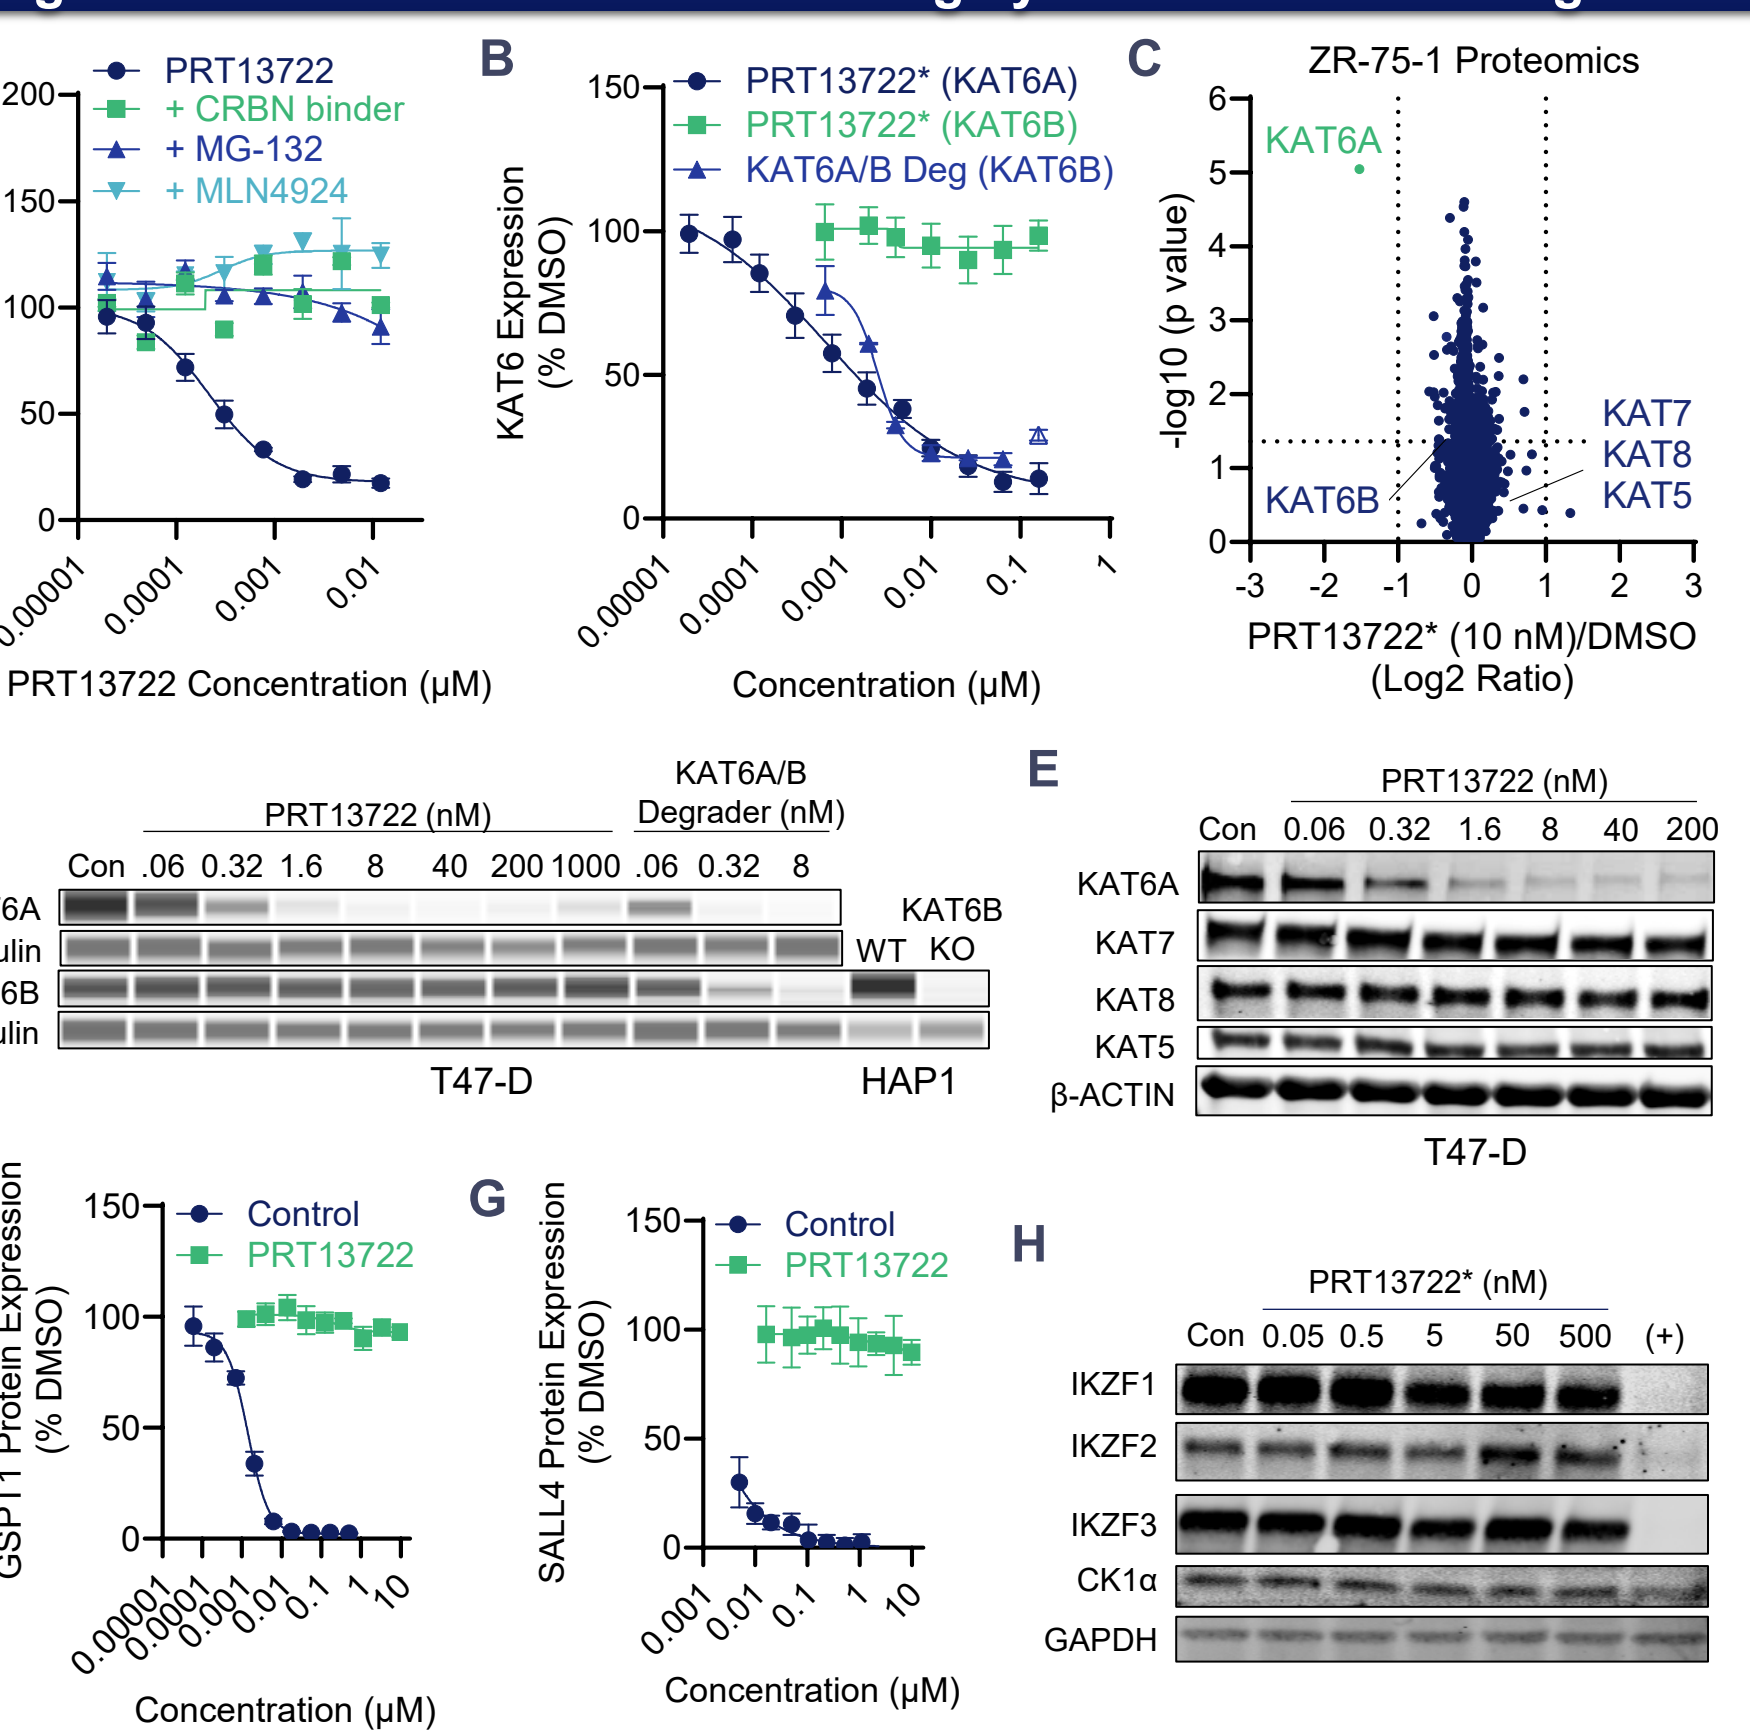 PRT13722
+ CRBN binder
+ MG-132
+ MLN4924
200
150
100
50
0
0.00001
0.0001
0.001
0.01
PRT13722 Concentration (µM)
B
PRT13722* (KAT6A)
PRT13722* (KAT6B)
KAT6A/B Deg (KAT6B)
KAT6 Expression
(% DMSO)
150
100
50
0
0.00001
0.0001
0.001
0.01
0.1
1
Concentration (µM)
C
ZR-75-1 Proteomics
KAT6A
KAT6B
KAT7
KAT8
KAT5
-log10 (p value)
6
5
4
3
2
1
0
-3 -2 -1 0 1 2 3
PRT13722* (10 nM)/DMSO
(Log2 Ratio)
KAT6A/B
PRT13722 (nM) Degrader (nM)
Con .06 0.32 1.6 8 40 200 1000 .06 0.32 8
6A
KAT6B
ulin WT KO
6B
ulin
T47-D HAP1
E
PRT13722 (nM)
Con 0.06 0.32 1.6 8 40 200
KAT6A
KAT7
KAT8
KAT5
β-ACTIN
T47-D
Control
PRT13722
GSPT1 Protein Expression
(% DMSO)
150
100
50
0
0.00001
0.0001
0.001
0.01
0.1
1
10
Concentration (µM)
G
Control
PRT13722
SALL4 Protein Expression
(% DMSO)
150
100
50
0
0.001
0.01
0.1
1
10
Concentration (µM)
H
PRT13722* (nM)
Con 0.05 0.5 5 50 500 (+)
IKZF1
IKZF2
IKZF3
CK1α
GAPDH